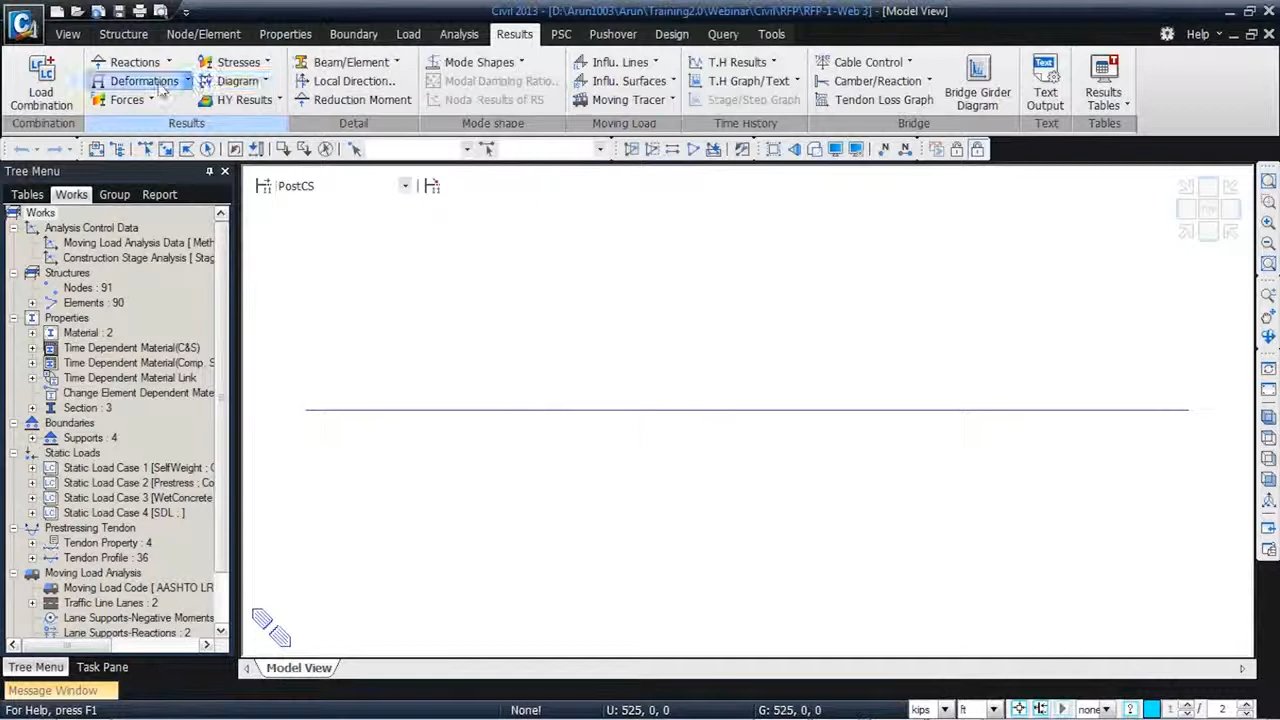 Civil 2013 - [D:\Arun1003\Arun\Training2.0\Webinar\Civil\RFP\RFP-1-Web 3] - [Model View]
View Structure Node/Element Properties Boundary Load Analysis Results PSC Pushover Design Query Tools Help
Load Combination
Reactions
Deformations
Forces
Stresses
Diagram
HY Results
Beam/Element
Local Direction..
Reduction Moment
Mode Shapes
Modal Damping Ratio..
Nodal Results of RS
Influ. Lines
Influ. Surfaces
Moving Tracer
T.H Results
T.H Graph/Text
Stage/Step Graph
Cable Control
Camber/Reaction
Tendon Loss Graph
Bridge Girder Diagram
Text Output
Results Tables
Combination Results Detail Mode shape Moving Load Time History Bridge Text Tables
Tree Menu
Tables Works Group Report
PostCS
Works
Analysis Control Data
Moving Load Analysis Data [ Meth
Construction Stage Analysis [ Stag
Structures
Nodes : 91
Elements : 90
Properties
Material : 2
Time Dependent Material(C&S)
Time Dependent Material(Comp. S
Time Dependent Material Link
Change Element Dependent Mate
Section : 3
Boundaries
Supports : 4
Static Loads
Static Load Case 1 [SelfWeight ;
Static Load Case 2 [Prestress ; Co
Static Load Case 3 [WetConcrete
Static Load Case 4 [SDL ; ]
Prestressing Tendon
Tendon Property : 4
Tendon Profile : 36
Moving Load Analysis
Moving Load Code [ AASHTO LR
Traffic Line Lanes : 2
Lane Supports-Negative Moments
Lane Supports-Reactions : 2
Tree Menu Task Pane
Model View
Message Window
For Help, press F1 None! U: 525, 0, 0 G: 525, 0, 0 kips ft none 1 / 2